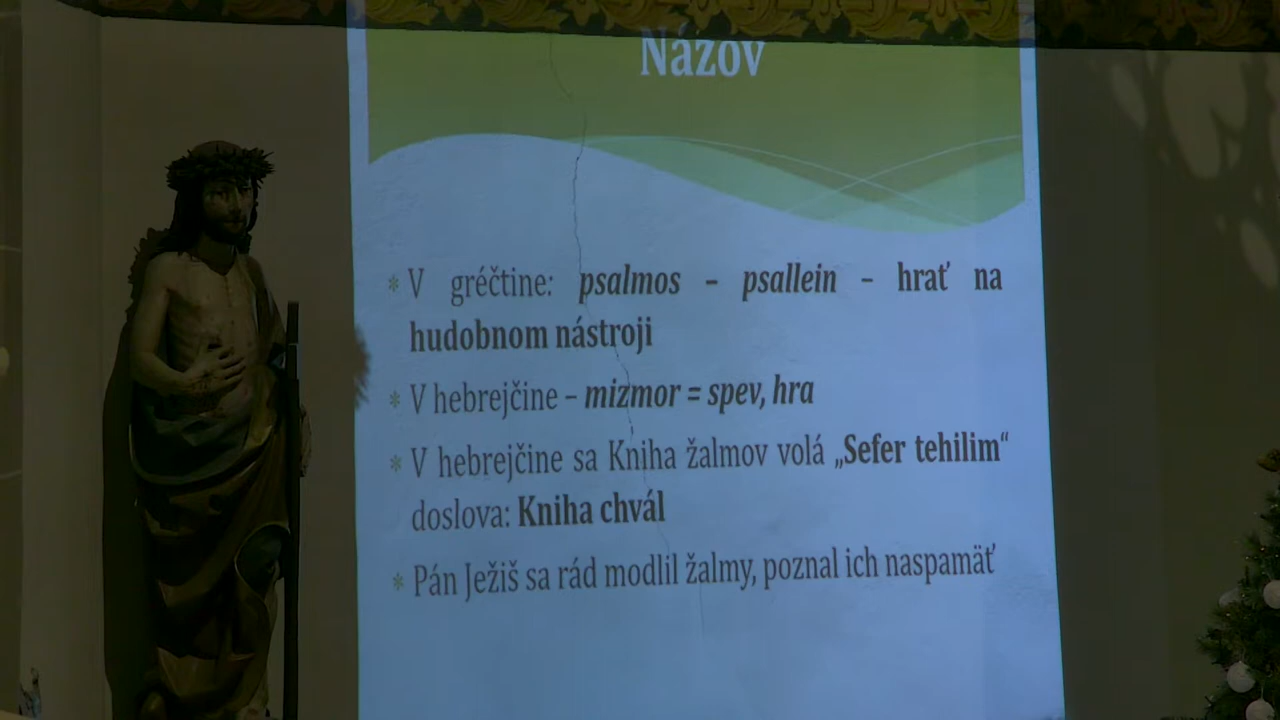 Názov
* V gréčtine: psalmos – psallein – hrať na
hudobnom nástroji
* V hebrejčine – mizmor = spev, hra
* V hebrejčine sa Kniha žalmov volá „Sefer tehilim“
doslova: Kniha chvál
* Pán Ježiš sa rád modlil žalmy, poznal ich naspamäť